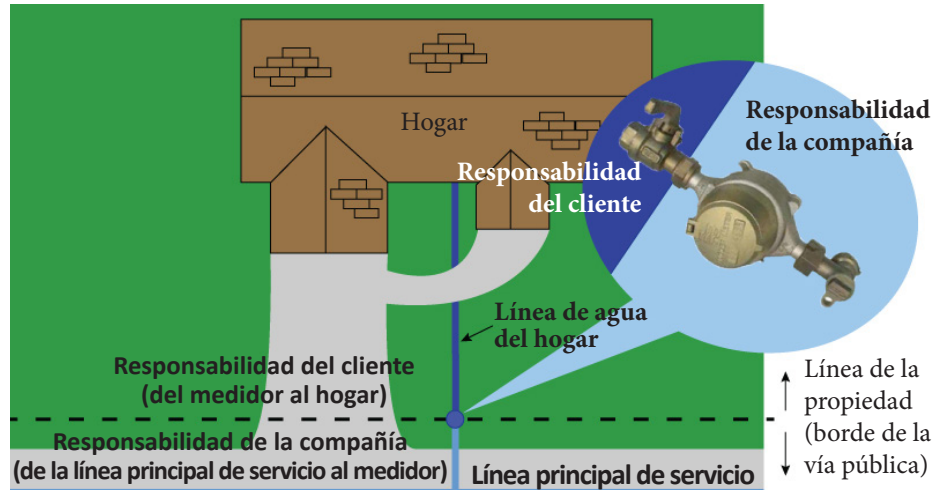 Hogar
Responsabilidad
del cliente
Responsabilidad
de la compañía
Línea de agua
del hogar
Responsabilidad del cliente
(del medidor al hogar)
Línea de la
propiedad
(borde de la
vía pública)
Responsabilidad de la compañía
(de la línea principal de servicio al medidor)
Línea principal de servicio